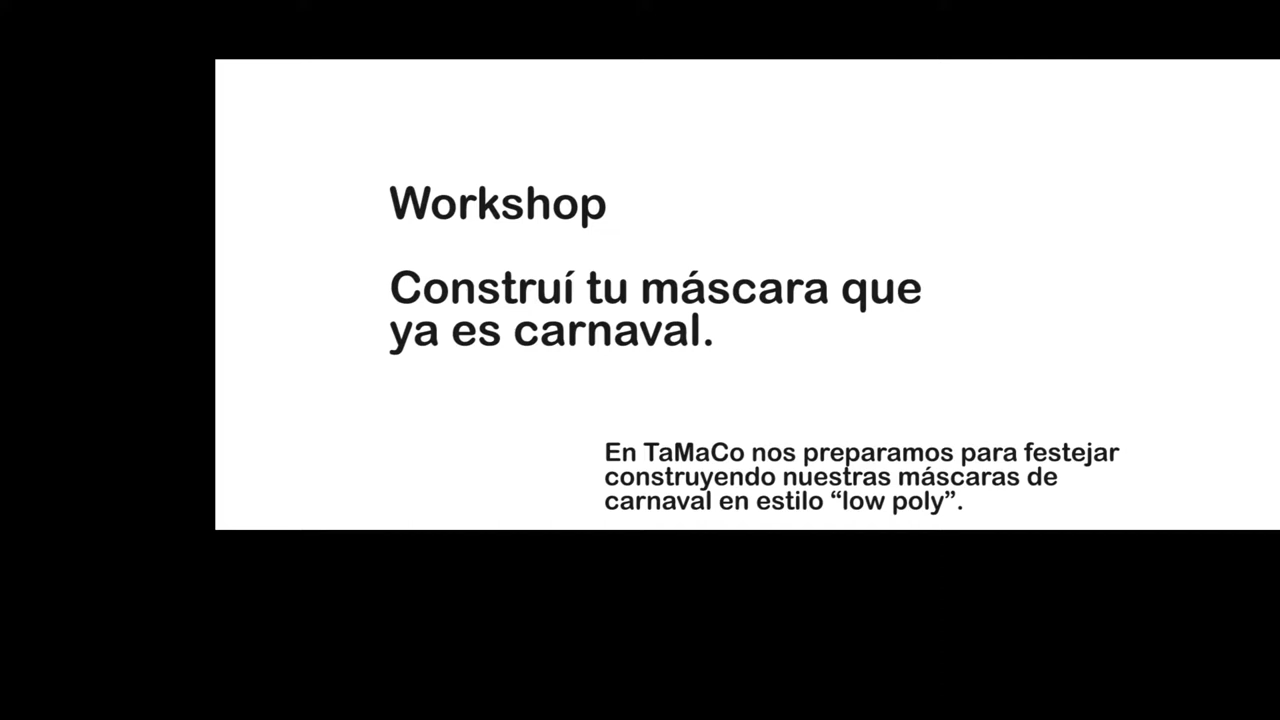 Workshop
Construí tu máscara que
ya es carnaval.
En TaMaCo nos preparamos para festejar
construyendo nuestras máscaras de
carnaval en estilo “low poly”.